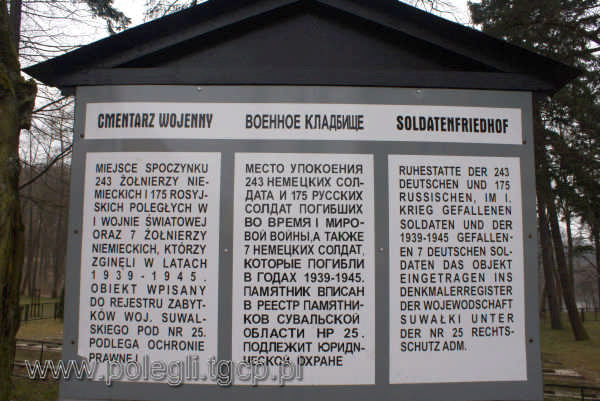 CMENTARZ WOJENNY
ВОЕННОЕ КЛАДБИЩЕ
SOLDATENFRIEDHOF
MIEJSCE SPOCZYNKU
243 ŻOŁNIERZY NIE-
MIECKICH I 175 ROSYJ-
SKICH POLEGŁYCH W
I WOJNIE ŚWIATOWEJ
ORAZ 7 ŻOŁNIERZY
NIEMIECKICH, KTÓRZY
ZGINĘLI W LATACH
1939-1945.
OBIEKT WPISANY
DO REJESTRU ZABYT-
KÓW WOJ. SUWAL-
SKIEGO POD NR 25.
PODLEGA OCHRONIE
PRAWNEJ
МЕСТО УПОКОЕНИЯ
243 НЕМЕЦКИХ СОЛ-
ДАТА И 175 РУССКИХ
СОЛДАТ ПОГИБШИХ
ВО ВРЕМЯ I МИРО-
ВОЙ ВОЙНЫ,А ТАКЖЕ
7 НЕМЕЦКИХ СОЛДАТ,
КОТОРЫЕ ПОГИБЛИ
В ГОДАХ 1939-1945.
ПАМЯТНИК ВПИСАН
В РЕЕСТР ПАМЯТНИ-
КОВ СУВАЛЬСКОЙ
ОБЛАСТИ НР 25.
ПОДЛЕЖИТ ЮРИДИ-
ЧЕСКОЙ ОХРАНЕ
RUHESTATTE DER 243
DEUTSCHEN UND 175
RUSSISCHEN, IM I.
KRIEG GEFALLENEN
SOLDATEN UND DER
1939-1945 GEFALLEN-
EN 7 DEUTSCHEN SOL-
DATEN DAS OBJEKT
EINGETRAGEN INS
DENKMALERREGISTER
DER WOJEWODSCHAFT
SUWAŁKI UNTER
DER NR 25 RECHTS-
SCHUTZ ADM.
www.polegli.tgcp.pl